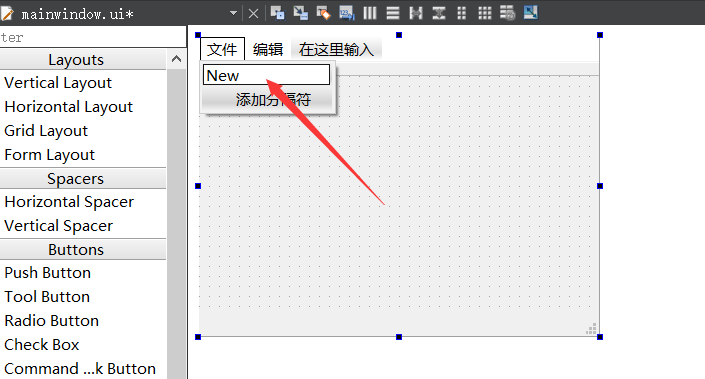 mainwindow.ui*
ter
Layouts
Vertical Layout
Horizontal Layout
Grid Layout
Form Layout
Spacers
Horizontal Spacer
Vertical Spacer
Buttons
Push Button
Tool Button
Radio Button
Check Box
Command ...k Button
文件 编辑 在这里输入
New
添加分隔符